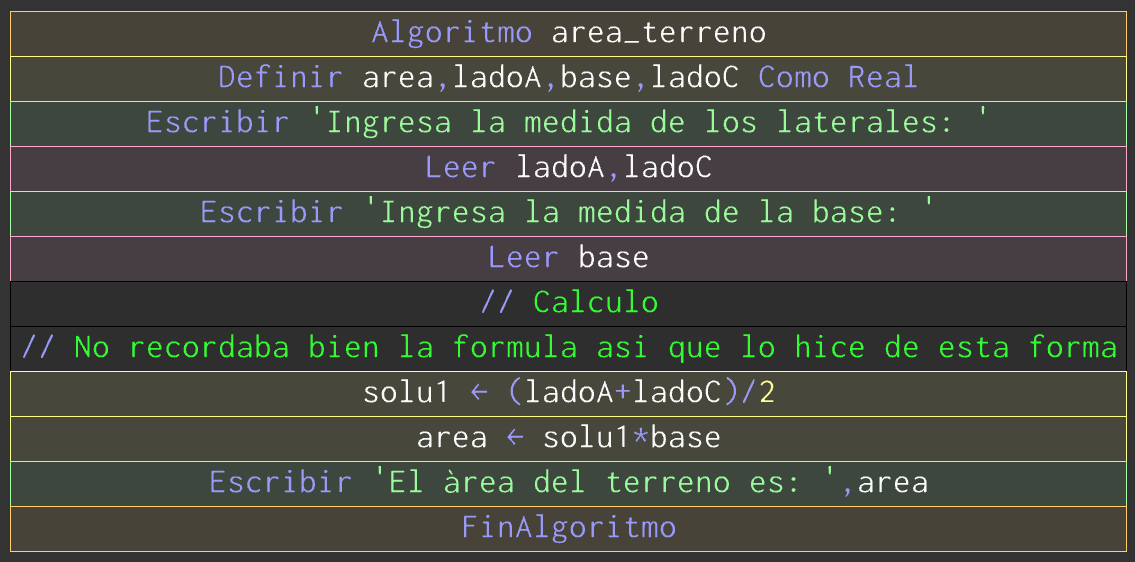 Algoritmo area_terreno
Definir area,ladoA,base,ladoC Como Real
Escribir 'Ingresa la medida de los laterales: '
Leer ladoA,ladoC
Escribir 'Ingresa la medida de la base: '
Leer base
// Calculo
// No recordaba bien la formula asi que lo hice de esta forma
solu1 ← (ladoA+ladoC)/2
area ← solu1*base
Escribir 'El àrea del terreno es: ',area
FinAlgoritmo